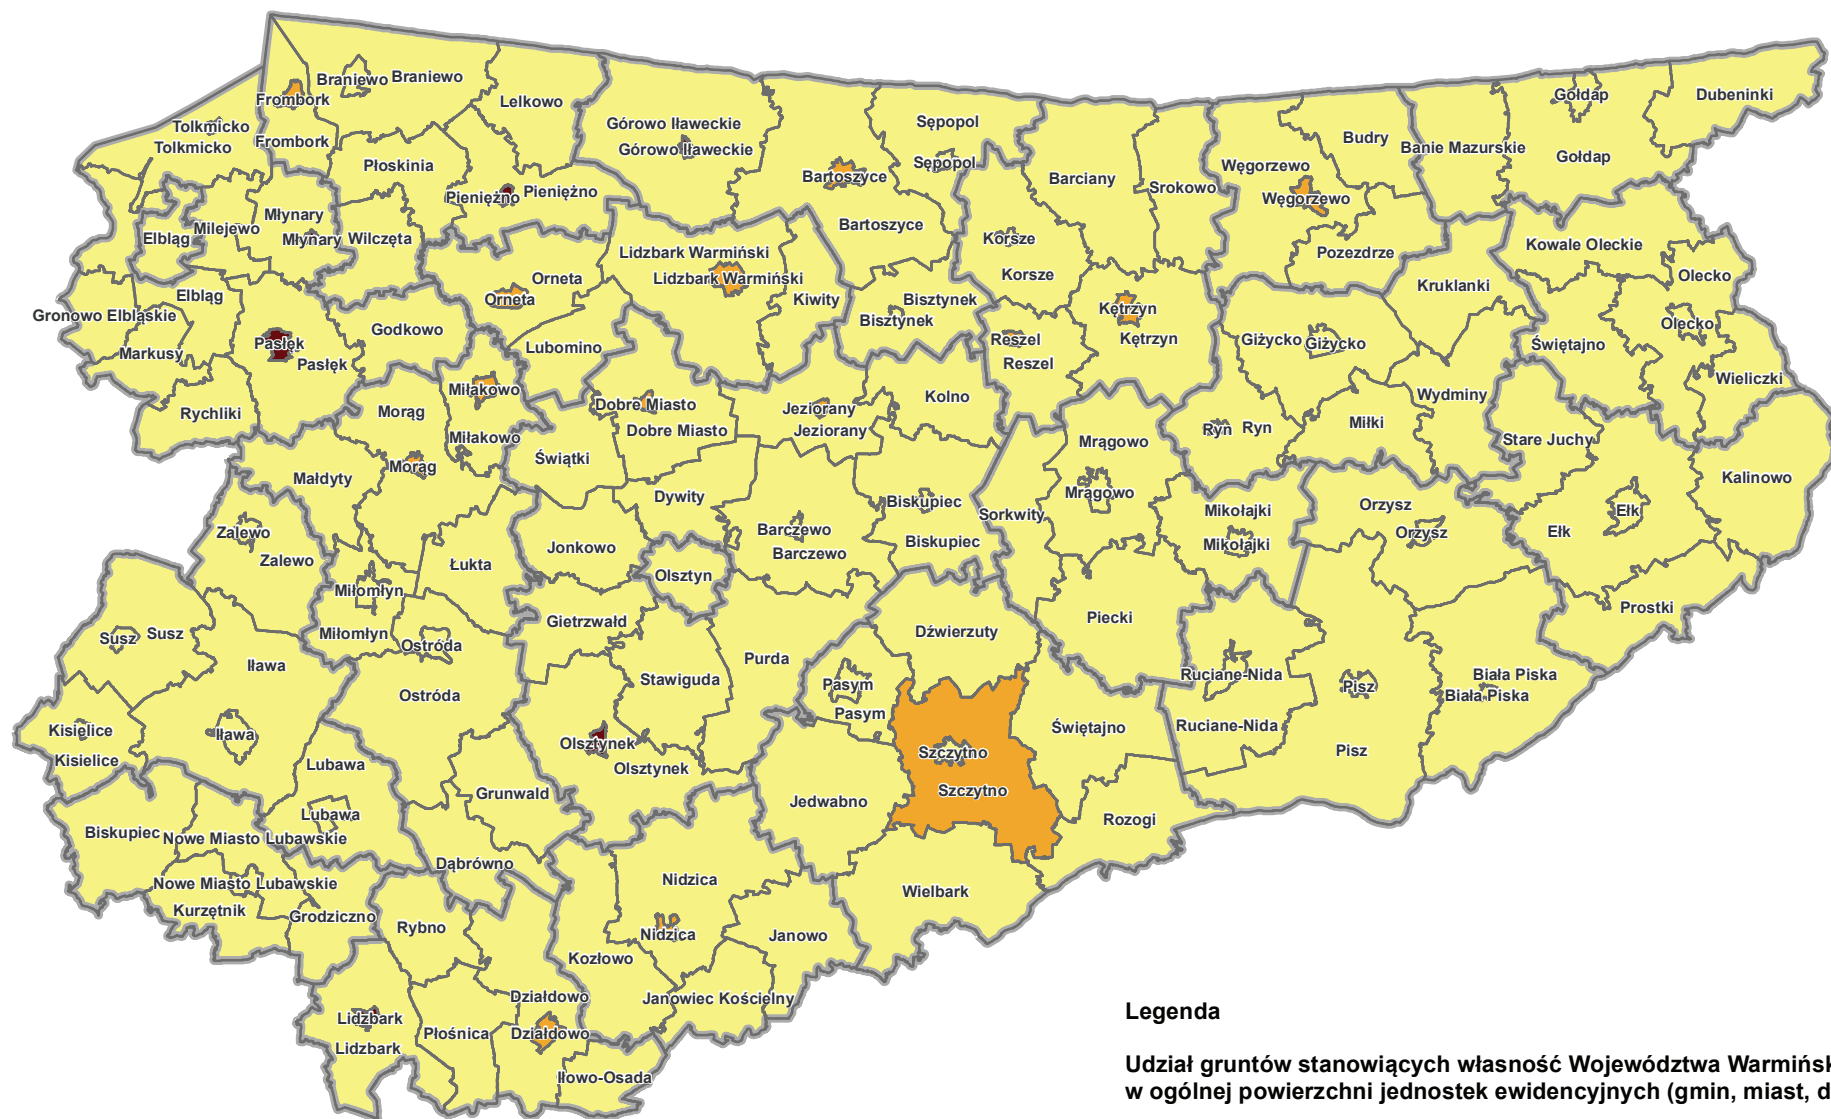 Braniewo
Braniewo
Frombork
Lelkowo
Gołdap
Dubeninki
Tolkmicko
Tolkmicko
Frombork
Górowo Iławeckie
Górowo Iławeckie
Sępopol
Sępopol
Budry
Banie Mazurskie
Gołdap
Płoskinia
Pieniężno
Pieniężno
Bartoszyce
Barciany
Srokowo
Węgorzewo
Węgorzewo
Młynary
Milejewo
Elbląg
Młynary
Wilczęta
Bartoszyce
Korsze
Korsze
Pozezdrze
Kowale Oleckie
Olecko
Lidzbark Warmiński
Lidzbark Warmiński
Orneta
Orneta
Kiwity
Bisztynek
Bisztynek
Kruklanki
Elbląg
Gronowo Elbląskie
Markusy
Pasłęk
Pasłęk
Godkowo
Lubomino
Reszel
Reszel
Kętrzyn
Kętrzyn
Giżycko
Giżycko
Świętajno
Olecko
Wieliczki
Rychliki
Morąg
Miłakowo
Miłakowo
Dobre Miasto
Dobre Miasto
Jeziorany
Jeziorany
Kolno
Wydminy
Ryn
Ryn
Miłki
Mrągowo
Mrągowo
Stare Juchy
Kalinowo
Małdyty
Morąg
Świątki
Dywity
Biskupiec
Biskupiec
Sorkwity
Mikołajki
Mikołajki
Orzysz
Orzysz
Ełk
Ełk
Zalewo
Zalewo
Łukta
Jonkowo
Barczewo
Barczewo
Olsztyn
Miłomłyn
Miłomłyn
Ostróda
Gietrzwałd
Dźwierzuty
Piecki
Prostki
Susz
Susz
Iława
Ostróda
Stawiguda
Purda
Pasym
Pasym
Ruciane-Nida
Ruciane-Nida
Pisz
Biała Piska
Biała Piska
Kisielice
Kisielice
Iława
Olsztynek
Olsztynek
Szczytno
Szczytno
Świętajno
Pisz
Lubawa
Lubawa
Grunwald
Jedwabno
Rozogi
Biskupiec
Nowe Miasto Lubawskie
Nowe Miasto Lubawskie
Dąbrówno
Nidzica
Nidzica
Wielbark
Kurzętnik
Grodziczno
Rybno
Janowo
Kozłowo
Janowiec Kościelny
Działdowo
Działdowo
Lidzbark
Lidzbark
Płośnica
Iłowo-Osada
Legenda
Udział gruntów stanowiących własność Województwa Warmińsk
w ogólnej powierzchni jednostek ewidencyjnych (gmin, miast, d